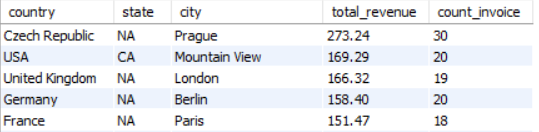 country state city total_revenue count_invoice
Czech Republic NA Prague 273.24 30
USA CA Mountain View 169.29 20
United Kingdom NA London 166.32 19
Germany NA Berlin 158.40 20
France NA Paris 151.47 18